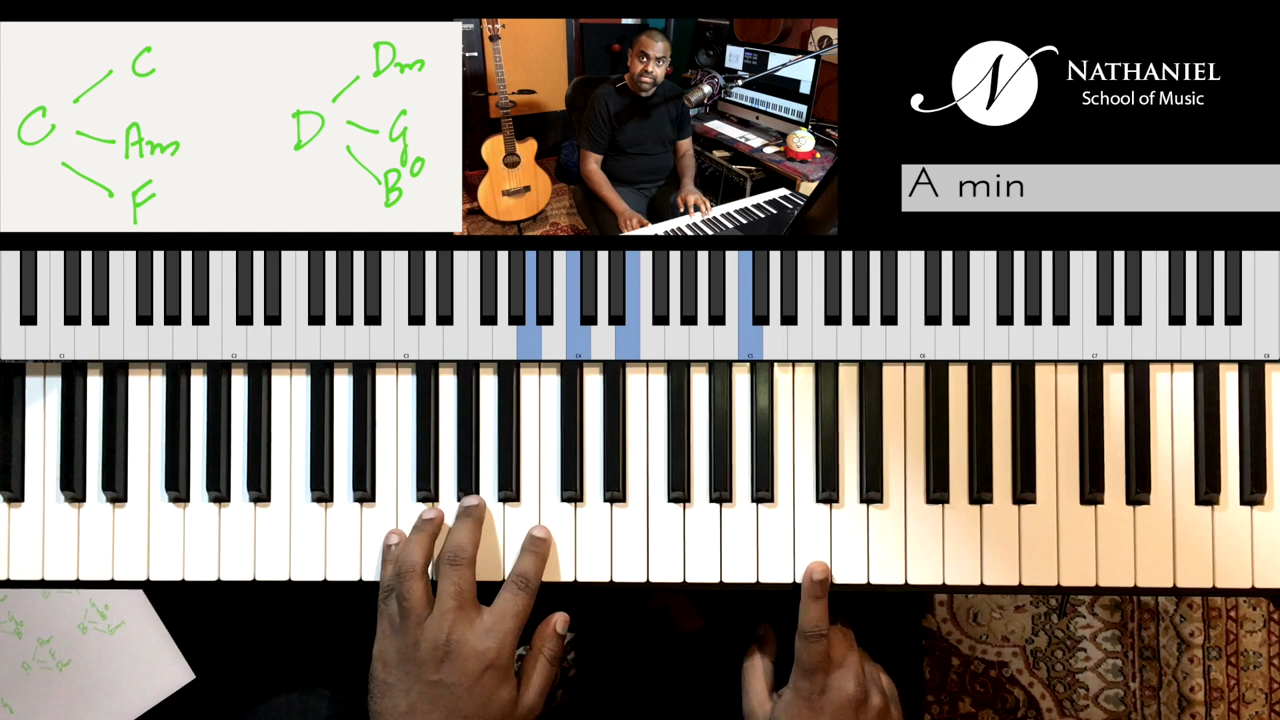 C
C
Am
F
D
Dm
G
B°
NATHANIEL
School of Music
A min
C1 C2 C3 C4 C5 C6 C7 C8